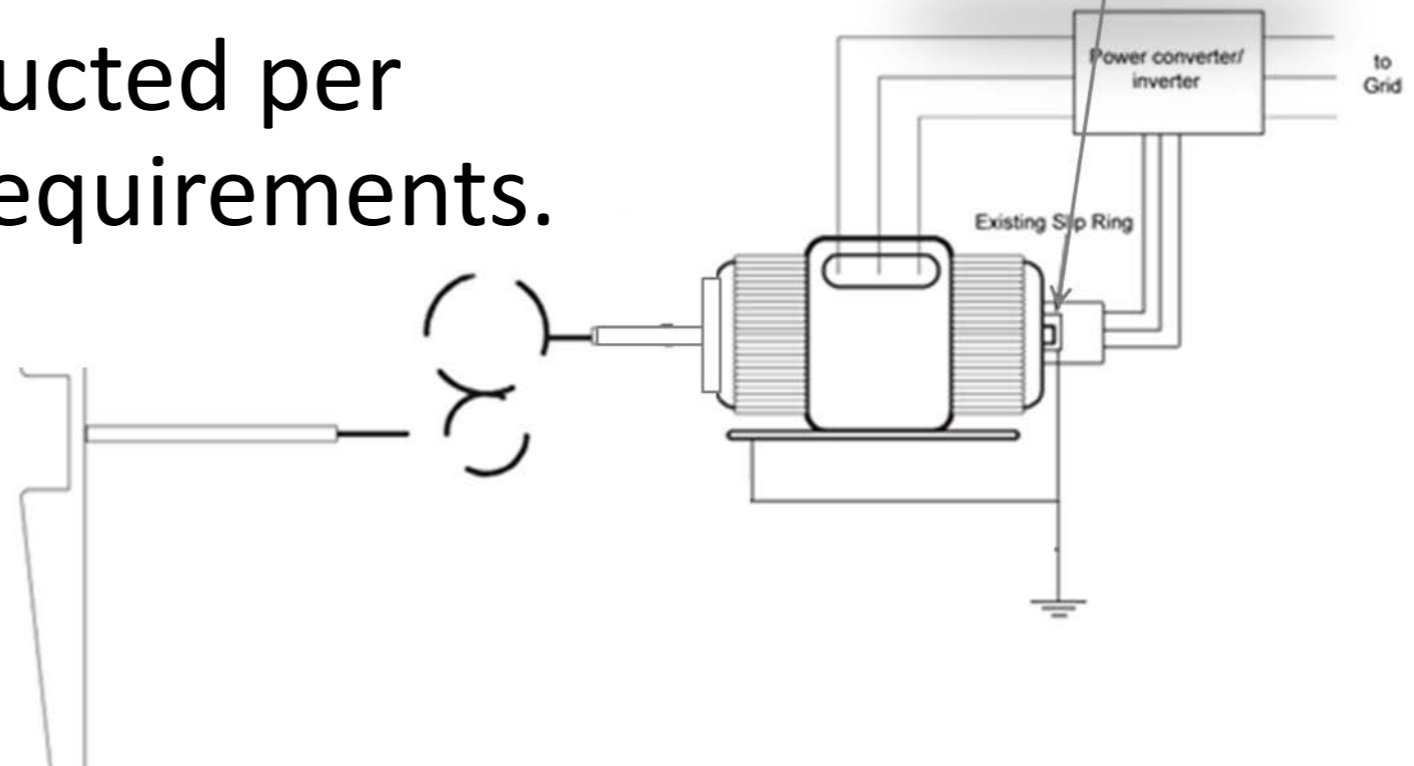 ucted per
equirements.
Power converter/
inverter
to
Grid
Existing Slip Ring